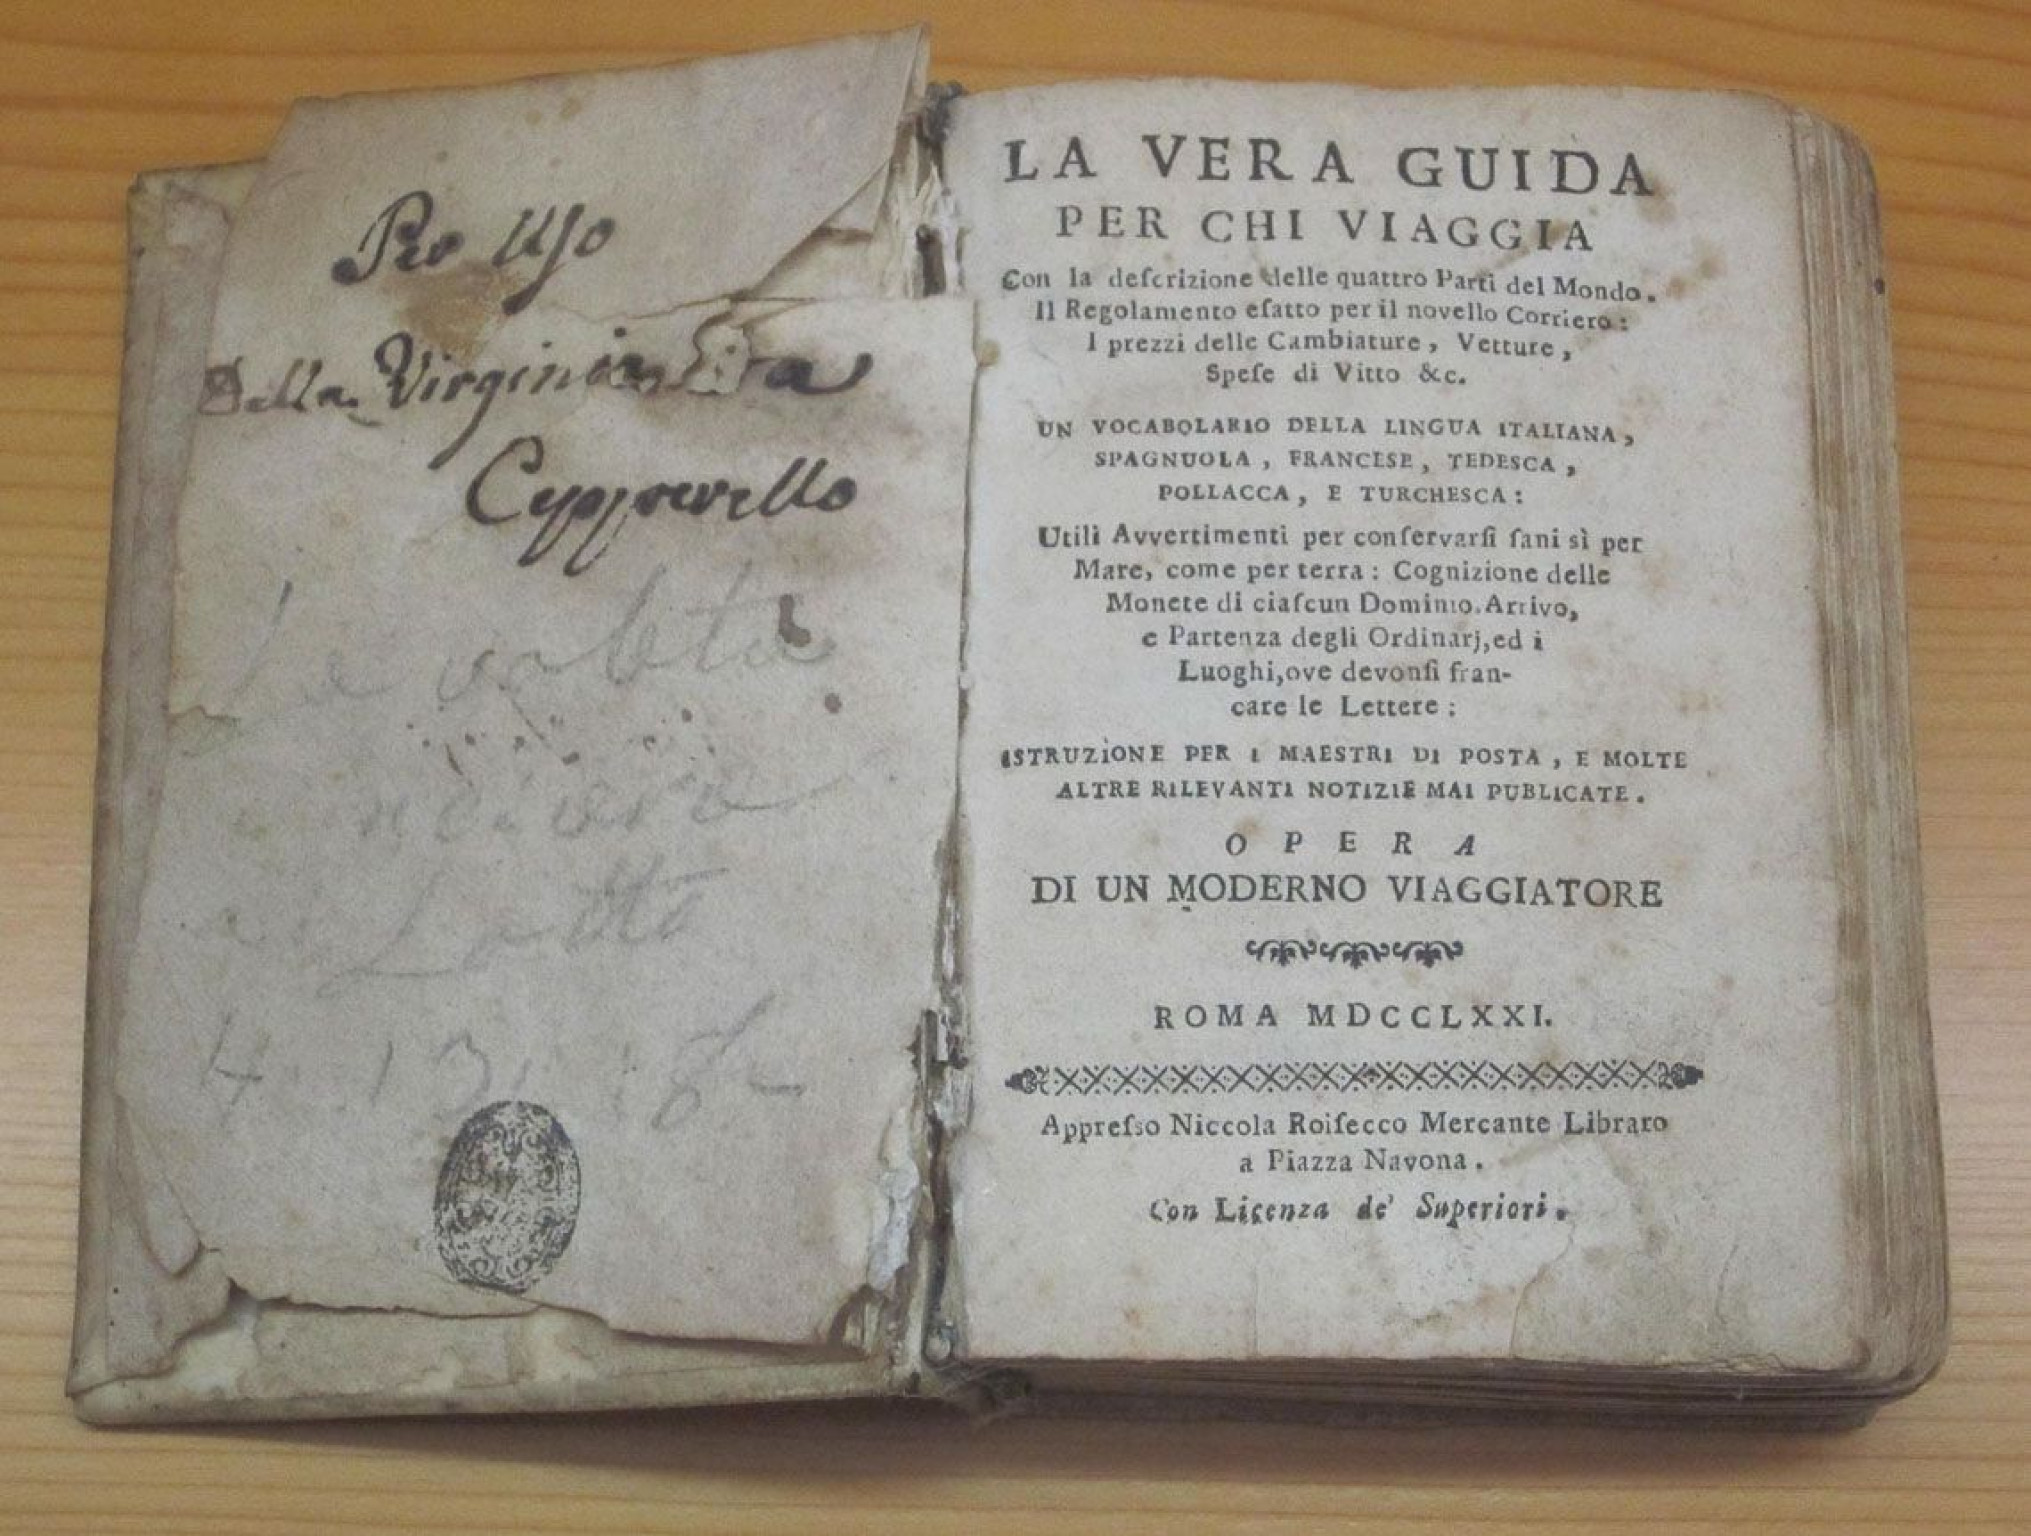 Pro Uso
Della Virginia
LA VERA GUIDA
PER CHI VIAGGIA
Con la deſcrizione delle quattro Parti del Mondo.
Il Regolamento eſatto per il novello Corriero:
I prezzi delle Cambiature, Vetture,
Speſe di Vitto &c.
UN VOCABOLARIO DELLA LINGUA ITALIANA,
SPAGNUOLA, FRANCESE, TEDESCA,
POLLACCA, E TURCHESCA:
Utili Avvertimenti per conſervarſi ſani sì per
Mare, come per terra: Cognizione delle
Monete di ciaſcun Dominio. Arrivo,
e Partenza degli Ordinarj, ed i
Luoghi, ove devonſi fran-
care le Lettere:
ISTRUZIONE PER I MAESTRI DI POSTA, E MOLTE
ALTRE RILEVANTI NOTIZIE MAI PUBLICATE.
OPERA
DI UN MODERNO VIAGGIATORE
ROMA MDCCLXXI.
Appreſso Niccola Roiſecco Mercante Libraro
a Piazza Navona.
Con Licenza de' Superiori.